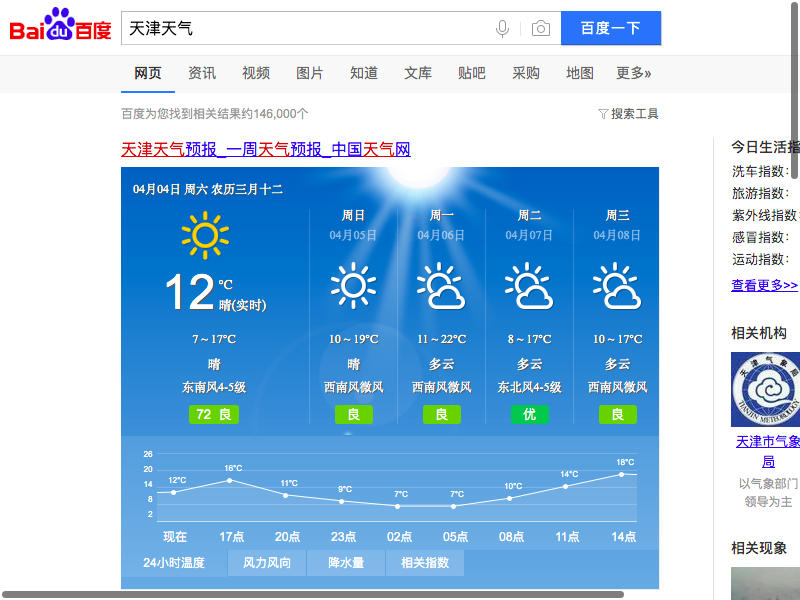 Bai du 百度
天津天气
百度一下
网页 资讯 视频 图片 知道 文库 贴吧 采购 地图 更多»
百度为您找到相关结果约146,000个
搜索工具
天津天气预报_一周天气预报_中国天气网
04月04日 周六 农历三月十二
12 ℃
晴(实时)
7 ~ 17℃
晴
东南风4-5级
72 良
周日
04月05日
10 ~ 19℃
晴
西南风微风
良
周一
04月06日
11 ~ 22℃
多云
西南风微风
良
周二
04月07日
8 ~ 17℃
多云
东北风4-5级
优
周三
04月08日
10 ~ 17℃
多云
西南风微风
良
26
20
14
8
2
12°C 16°C 11°C 9°C 7°C 7°C 10°C 14°C 18°C
现在 17点 20点 23点 02点 05点 08点 11点 14点
24小时温度 风力风向 降水量 相关指数
今日生活指
洗车指数：
旅游指数：
紫外线指数：
感冒指数：
运动指数：
查看更多>>
相关机构
天津气象局
TIANJIN METEOROLOGY
天津市气象
局
以气象部门
领导为主
相关现象